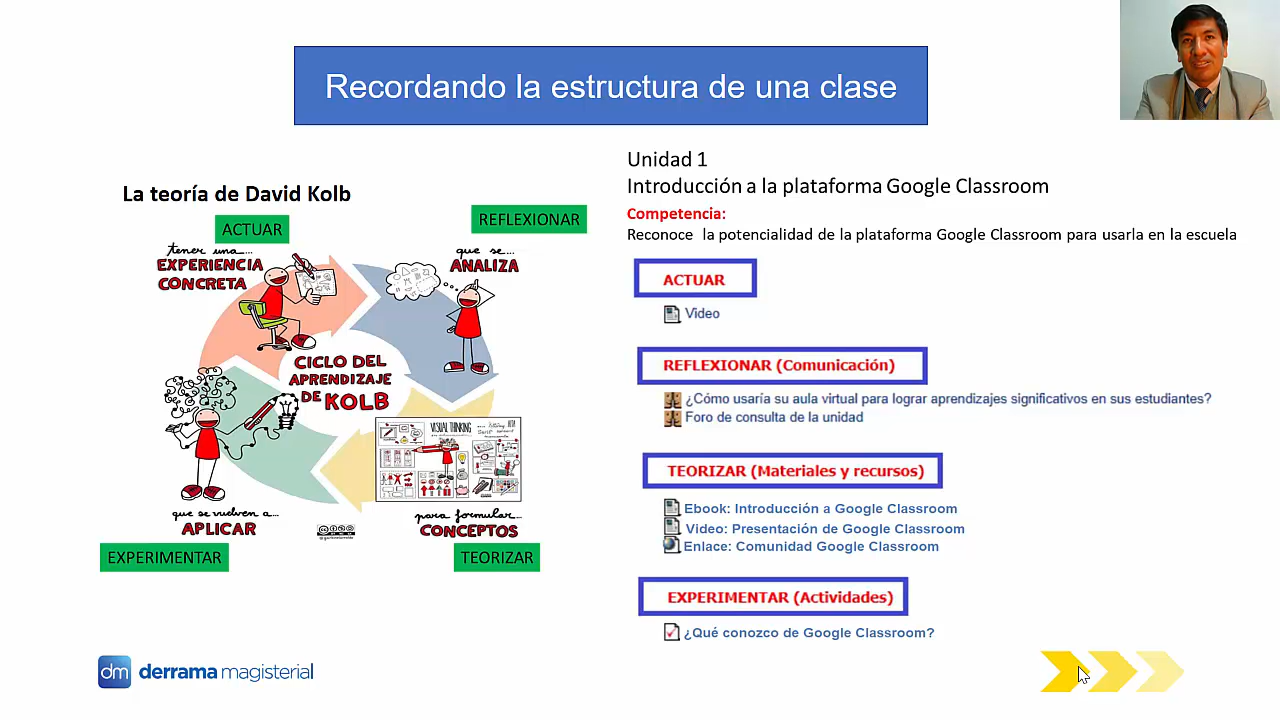 Recordando la estructura de una clase
La teoría de David Kolb
ACTUAR
REFLEXIONAR
tener una...
EXPERIENCIA
CONCRETA
que se...
ANALIZA
CICLO DEL
APRENDIZAJE
DE KOLB
VISUAL THINKING
que se vuelven a...
APLICAR
para formular...
CONCEPTOS
EXPERIMENTAR
TEORIZAR
Unidad 1
Introducción a la plataforma Google Classroom
Competencia:
Reconoce la potencialidad de la plataforma Google Classroom para usarla en la escuela
ACTUAR
Video
REFLEXIONAR (Comunicación)
¿Cómo usaría su aula virtual para lograr aprendizajes significativos en sus estudiantes?
Foro de consulta de la unidad
TEORIZAR (Materiales y recursos)
Ebook: Introducción a Google Classroom
Video: Presentación de Google Classroom
Enlace: Comunidad Google Classroom
EXPERIMENTAR (Actividades)
¿Qué conozco de Google Classroom?
dm derrama magisterial